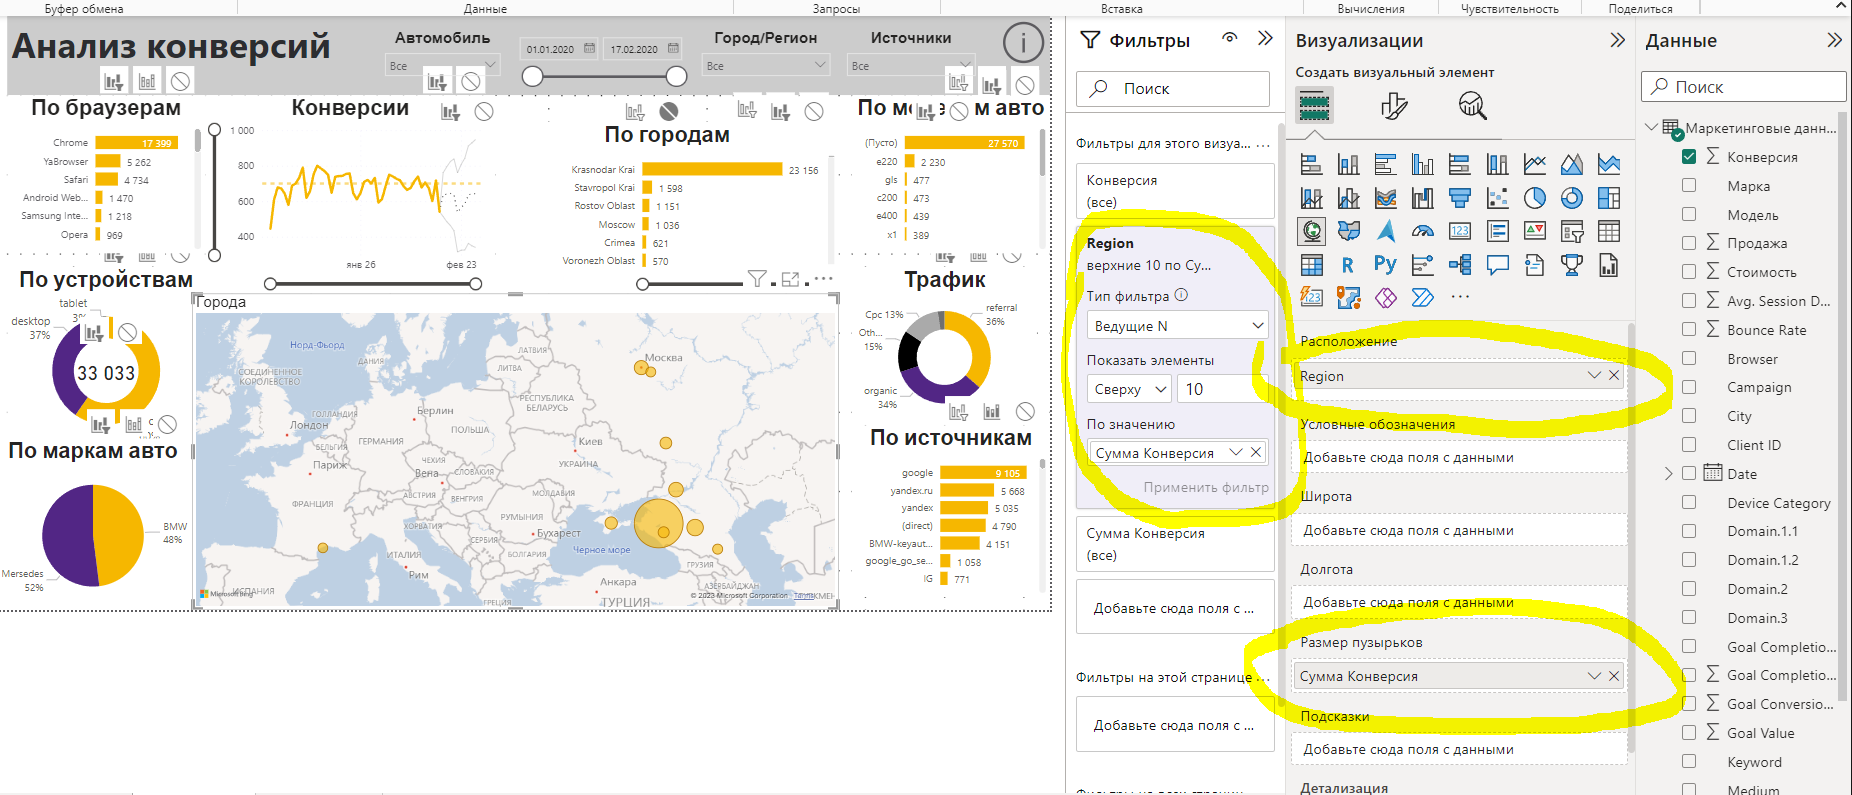 Буфер обмена
Данные
Запросы
Вставка
Вычисления
Чувствительность
Поделиться
Анализ конверсий
Автомобиль
Все
01.01.2020
17.02.2020
Город/Регион
Все
Источники
Все
По браузерам
Chrome 17 399
YaBrowser 5 262
Safari 4 734
Android Web... 1 470
Samsung Inte... 1 218
Opera 969
Конверсии
1 000
800
600
400
янв 26
фев 23
По городам
Krasnodar Krai 23 156
Stavropol Krai 1 598
Rostov Oblast 1 151
Moscow 1 036
Crimea 621
Voronezh Oblast 570
(Пусто) 27 570
e220 2 230
gls 477
c200 473
e400 439
x1 389
По устройствам
tablet
desktop
37%
33 033
Города
Норд-Фьорд
Москва
ЛАТВИЯ
ДАНИЯ
ЛИТВА
СОЕДИНЕННОЕ
КОРОЛЕВСТВО
РЕСПУБЛИКА
БЕЛАРУСЬ
Берлин
Лондон
ПОЛЬША
ГЕРМАНИЯ
Киев
БЕЛЬГИЯ
УКРАИНА
Париж
ЧЕХИЯ
Вена
СЛОВАКИЯ
АВСТРИЯ
ВЕНГРИЯ
МОЛДАВИЯ
ФРАНЦИЯ
РУМЫНИЯ
ХОРВАТИЯ
СЕРБИЯ
Бухарест
БОЛГАРИЯ
Черное море
ИТАЛИЯ
Рим
ГРУЗИЯ
Анкара
АЗЕРБАЙДЖАН
ИСПАНИЯ
ГРЕЦИЯ
ТУРЦИЯ
Microsoft Bing
© 2023 Microsoft Corporation Terms
По маркам авто
BMW
48%
Mersedes
52%
Трафик
Cpc 13%
referral
36%
Oth...
15%
organic
34%
По источникам
google 9 105
yandex.ru 5 668
yandex 5 035
(direct) 4 790
BMW-keyaut... 4 151
google_go_se... 1 058
IG 771
Фильтры
Поиск
Фильтры для этого визуа... ...
Конверсия
(все)
Region
верхние 10 по Су...
Тип фильтра
Ведущие N
Показать элементы
Сверху
10
По значению
Сумма Конверсия
Применить фильтр
Сумма Конверсия
(все)
Добавьте сюда поля с ...
Фильтры на этой странице ...
Добавьте сюда поля с ...
Визуализации
Создать визуальный элемент
Расположение
Region
Условные обозначения
Добавьте сюда поля с данными
Широта
Добавьте сюда поля с данными
Долгота
Добавьте сюда поля с данными
Размер пузырьков
Сумма Конверсия
Подсказки
Добавьте сюда поля с данными
Детализация
Данные
Поиск
Маркетинговые данн...
Конверсия
Марка
Модель
Продажа
Стоимость
Avg. Session D...
Bounce Rate
Browser
Campaign
City
Client ID
Date
Device Category
Domain.1.1
Domain.1.2
Domain.2
Domain.3
Goal Completio...
Goal Completio...
Goal Conversio...
Goal Value
Keyword
Medium